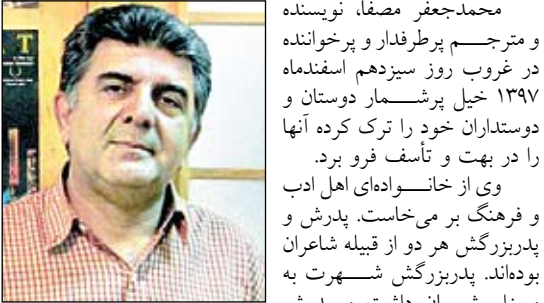 محمدجعفر مصفا، نویسنده
و مترجم پرطرفدار و پرخواننده
در غروب روز سیزدهم اسفندماه
۱۳۹۷ خیل پرشمار دوستان و
دوستداران خود را ترک کرده آنها
را در بهت و تأسف فرو برد.
وی از خانواده‌ای اهل ادب
و فرهنگ بر می‌خاست. پدرش و
پدربزرگش هر دو از قبیله شاعران
بوده‌اند. پدربزرگش شهرت به
T